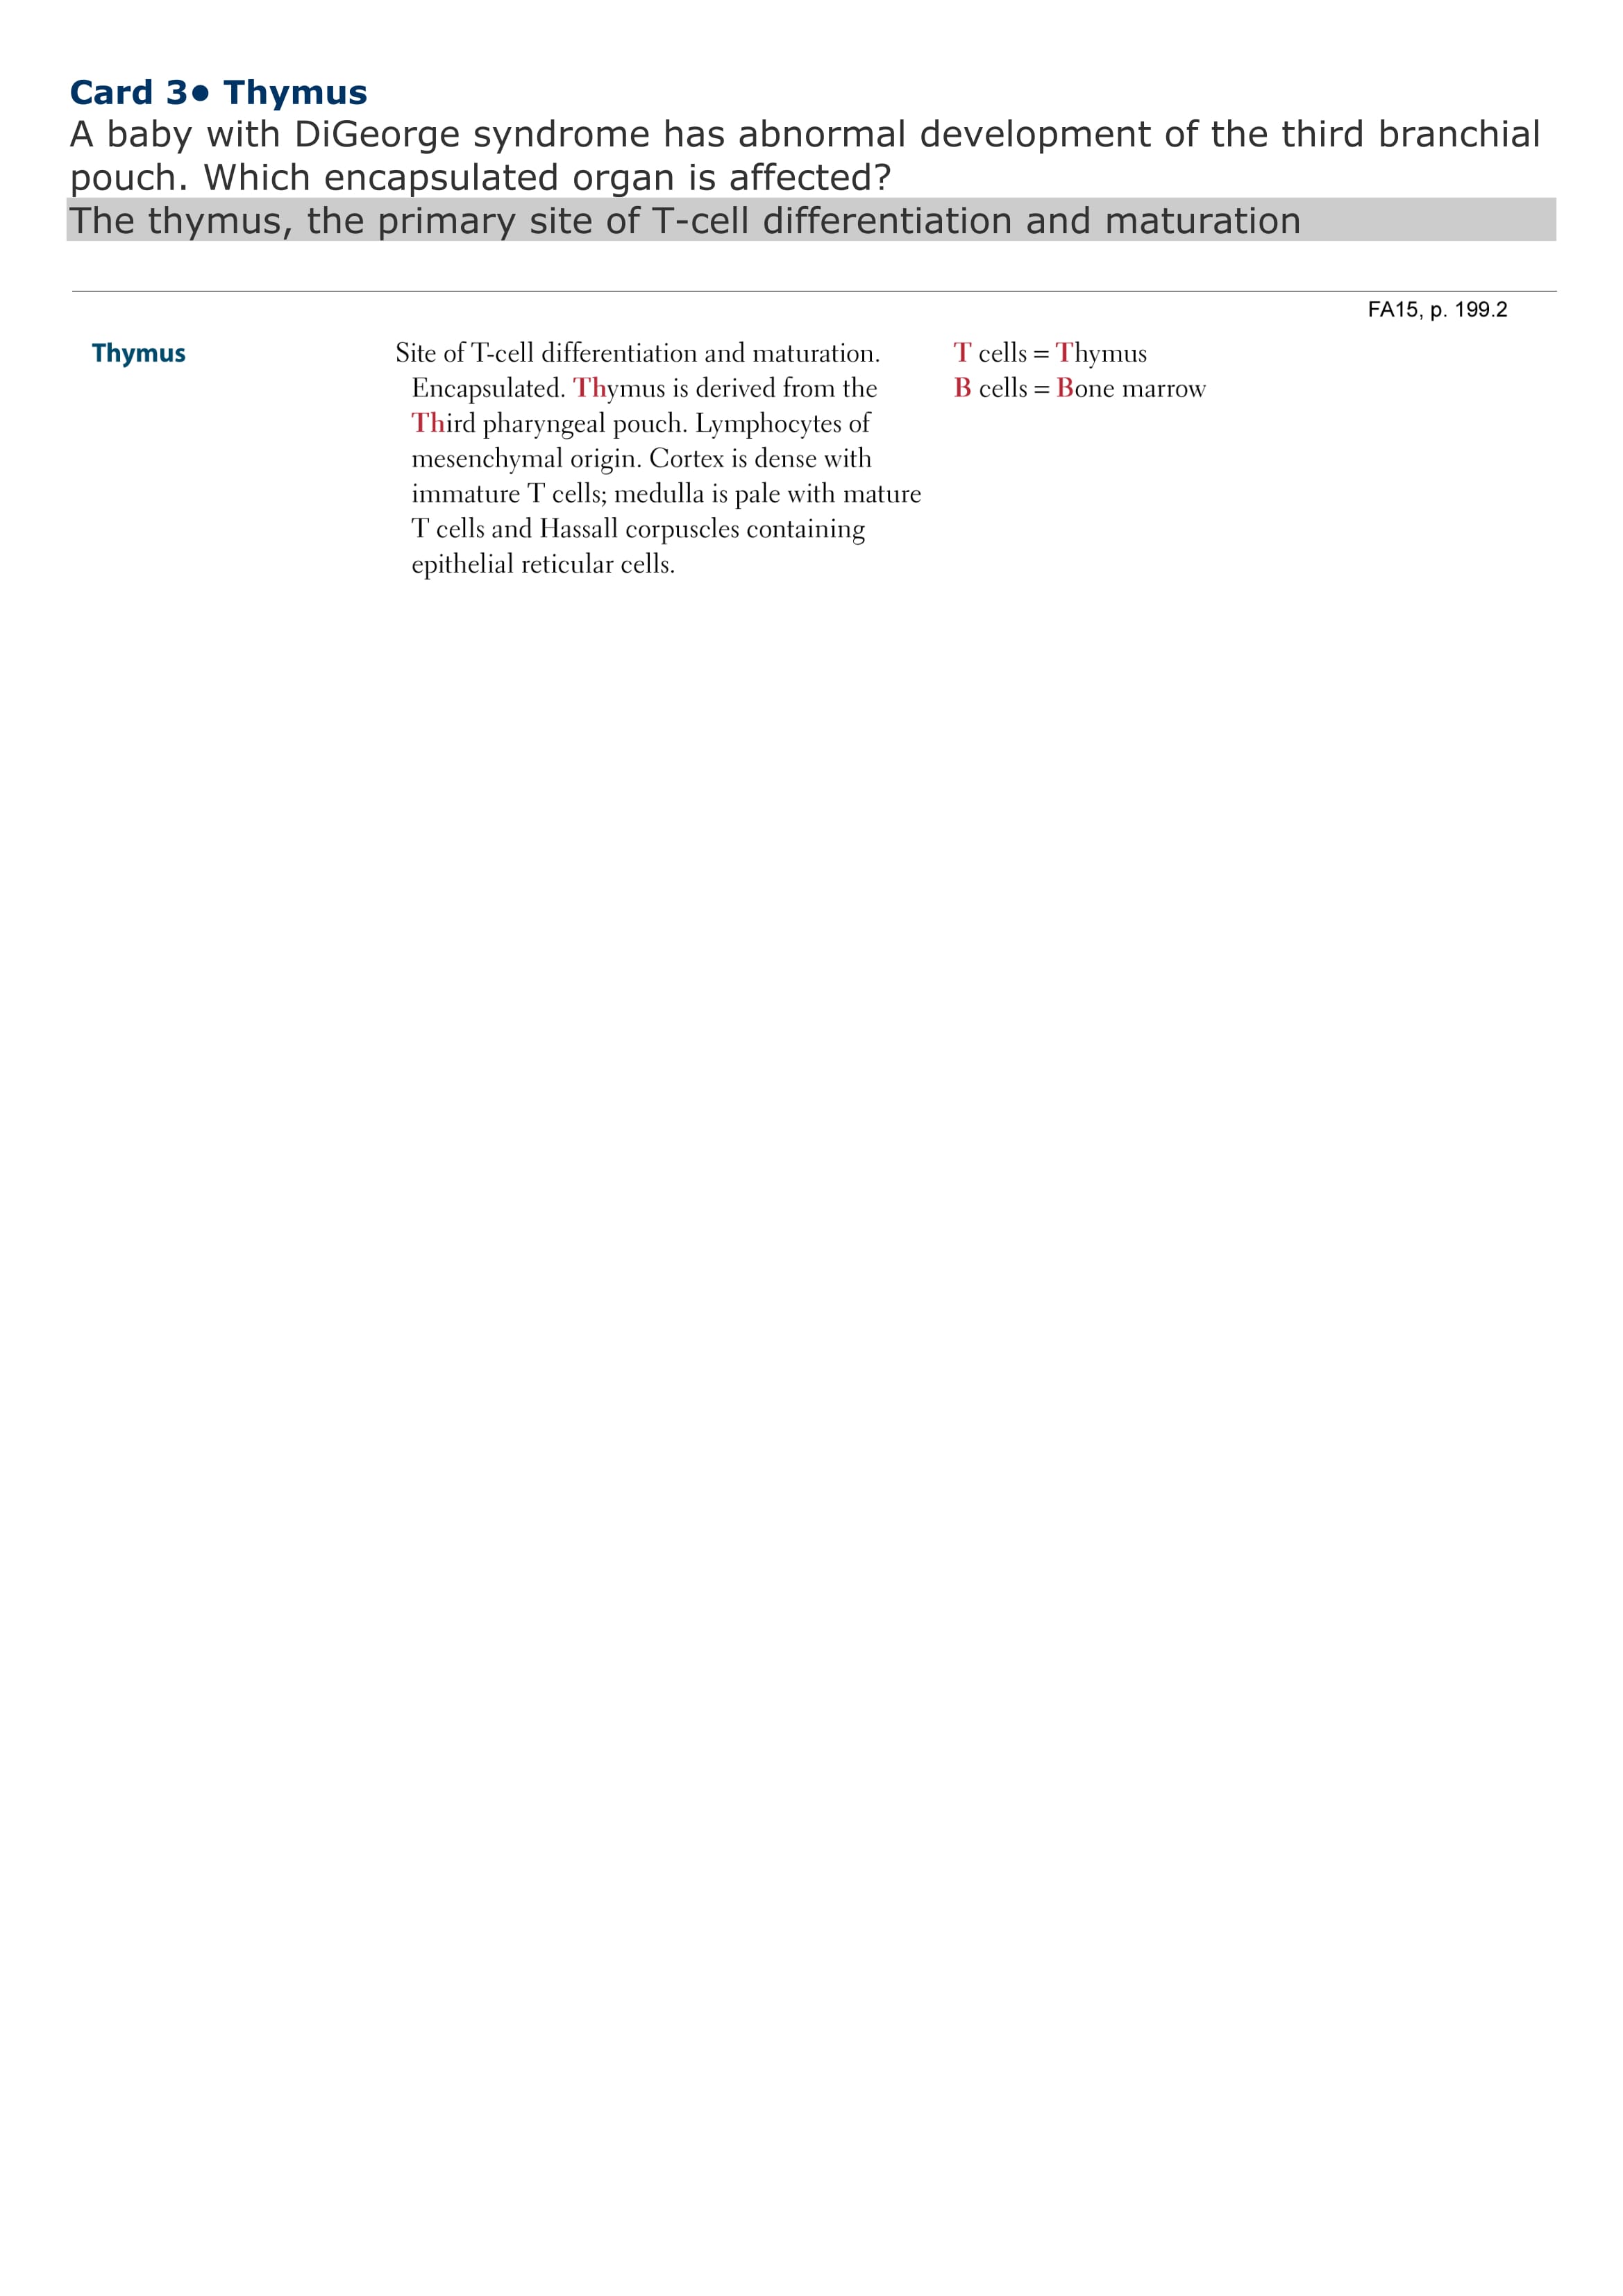 Card 3• Thymus
A baby with DiGeorge syndrome has abnormal development of the third branchial
pouch. Which encapsulated organ is affected?
The thymus, the primary site of T-cell differentiation and maturation
FA15, p. 199.2
Thymus
Site of T-cell differentiation and maturation.
Encapsulated. Thymus is derived from the
Third pharyngeal pouch. Lymphocytes of
mesenchymal origin. Cortex is dense with
immature T cells; medulla is pale with mature
T cells and Hassall corpuscles containing
epithelial reticular cells.
T cells = Thymus
B cells = Bone marrow